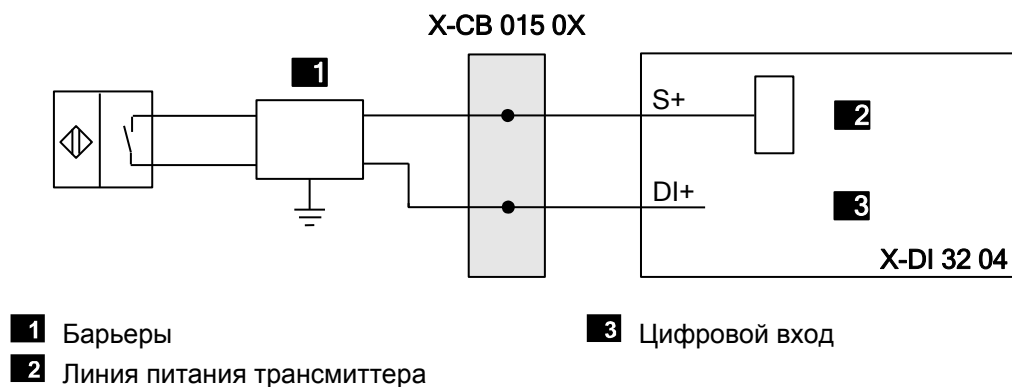 X-CB 015 0X
1
S+
2
DI+
3
X-DI 32 04
1 Барьеры
3 Цифровой вход
2 Линия питания трансмиттера